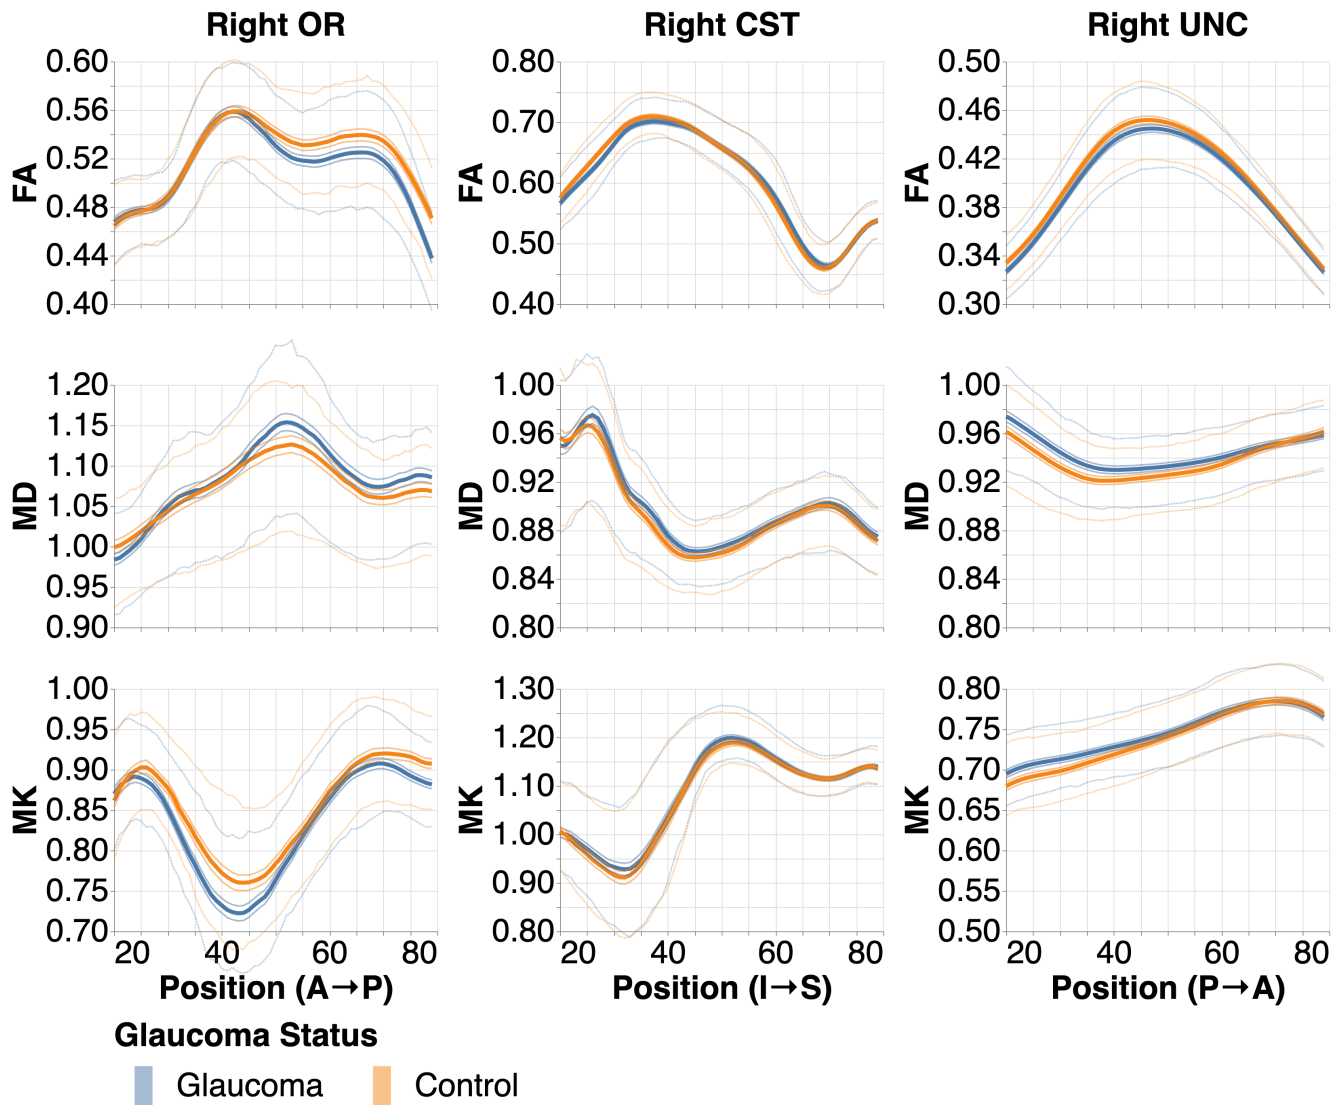 Right OR Right CST Right UNC
FA 0.60 0.56 0.52 0.48 0.44 0.40
FA 0.80 0.70 0.60 0.50 0.40
FA 0.50 0.46 0.42 0.38 0.34 0.30
MD 1.20 1.15 1.10 1.05 1.00 0.95 0.90
MD 1.00 0.96 0.92 0.88 0.84 0.80
MD 1.00 0.96 0.92 0.88 0.84 0.80
MK 1.00 0.95 0.90 0.85 0.80 0.75 0.70
MK 1.30 1.20 1.10 1.00 0.90 0.80
MK 0.80 0.75 0.70 0.65 0.60 0.55 0.50
20 40 60 80 20 40 60 80 20 40 60 80
Position (A→P) Position (I→S) Position (P→A)
Glaucoma Status
Glaucoma Control